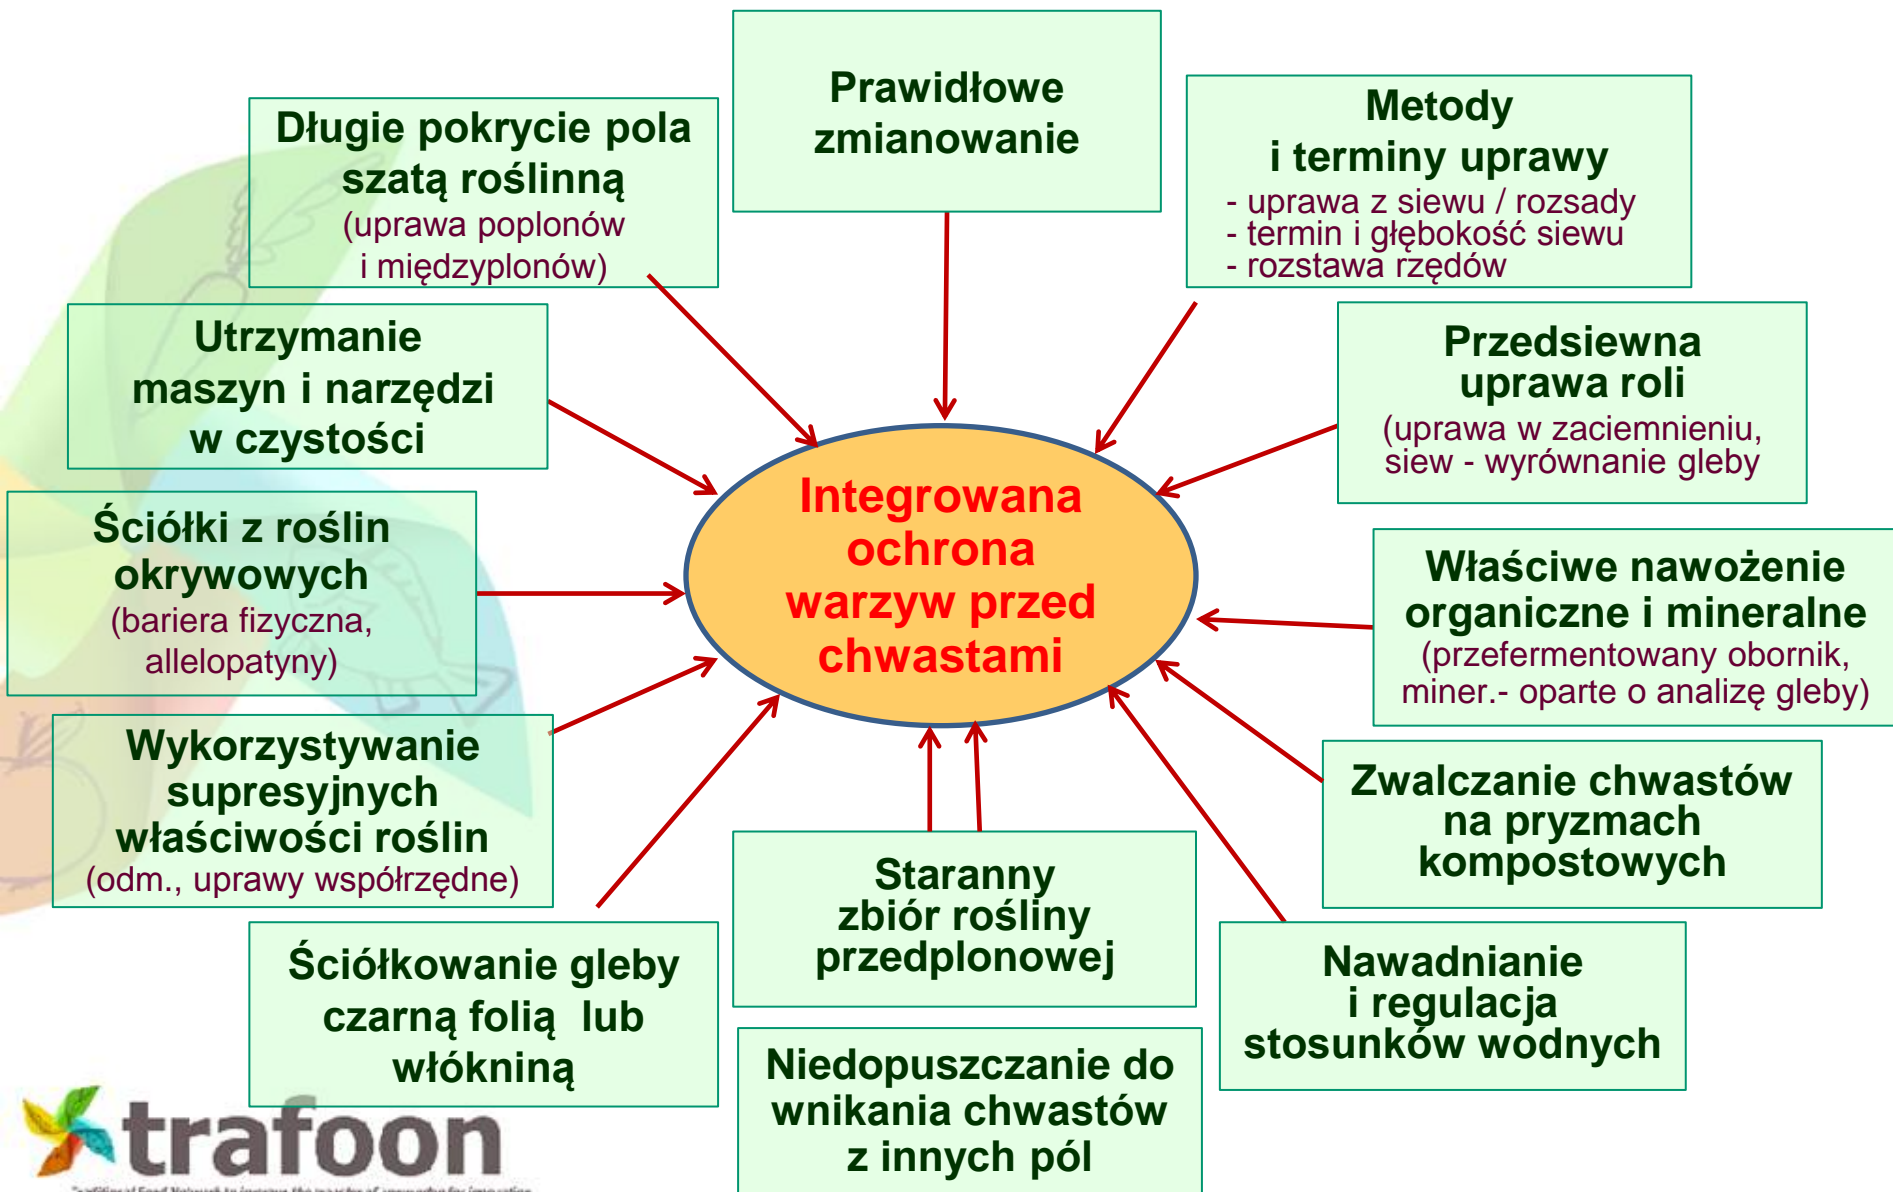 Prawidłowe
zmianowanie
Metody
i terminy uprawy
- uprawa z siewu / rozsady
- termin i głębokość siewu
- rozstawa rzędów
Długie pokrycie pola
szatą roślinną
(uprawa poplonów
i międzyplonów)
Utrzymanie
maszyn i narzędzi
w czystości
Przedsiewna
uprawa roli
(uprawa w zaciemnieniu,
siew - wyrównanie gleby
Integrowana
ochrona
warzyw przed
chwastami
Ściółki z roślin
okrywowych
(bariera fizyczna,
allelopatyny)
Właściwe nawożenie
organiczne i mineralne
(przefermentowany obornik,
miner.- oparte o analizę gleby)
Wykorzystywanie
supresyjnych
właściwości roślin
(odm., uprawy współrzędne)
Zwalczanie chwastów
na pryzmach
kompostowych
Staranny
zbiór rośliny
przedplonowej
Ściółkowanie gleby
czarną folią lub
włókniną
Nawadnianie
i regulacja
stosunków wodnych
Niedopuszczanie do
wnikania chwastów
z innych pól
trafoon